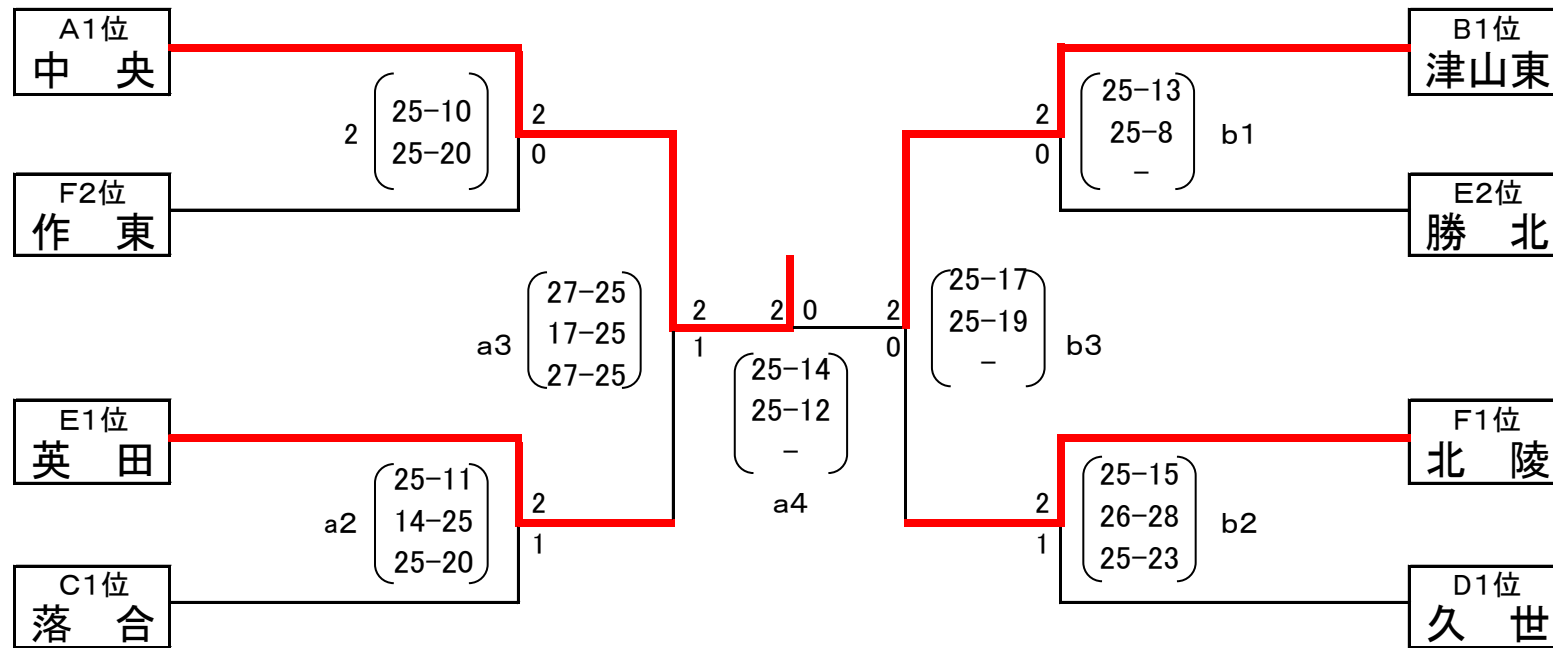 A1位
中　央
F2位
作　東
2
25-10
25-20
2
0
a3
27-25
17-25
27-25
2
1
E1位
英　田
C1位
落　合
a2
25-11
14-25
25-20
2
1
2 0
25-14
25-12
-
a4
B1位
津山東
E2位
勝　北
2
0
25-13
25-8
-
b1
2
0
25-17
25-19
-
b3
F1位
北　陵
D1位
久　世
2
1
25-15
26-28
25-23
b2